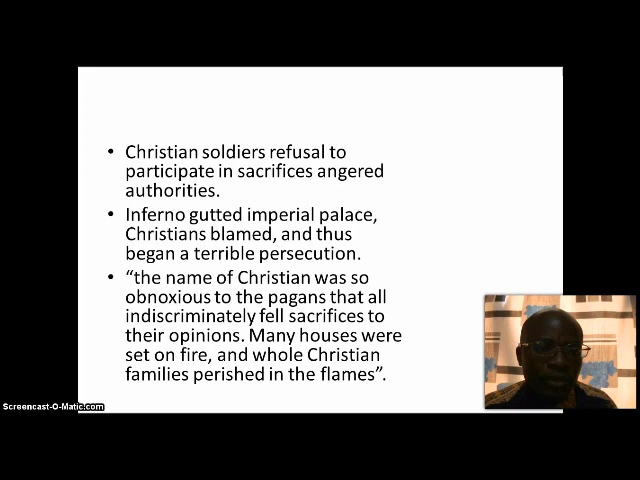 • Christian soldiers refusal to
participate in sacrifices angered
authorities.
• Inferno gutted imperial palace,
Christians blamed, and thus
began a terrible persecution.
• “the name of Christian was so
obnoxious to the pagans that all
indiscriminately fell sacrifices to
their opinions. Many houses were
set on fire, and whole Christian
families perished in the flames”.
Screencast-O-Matic.com